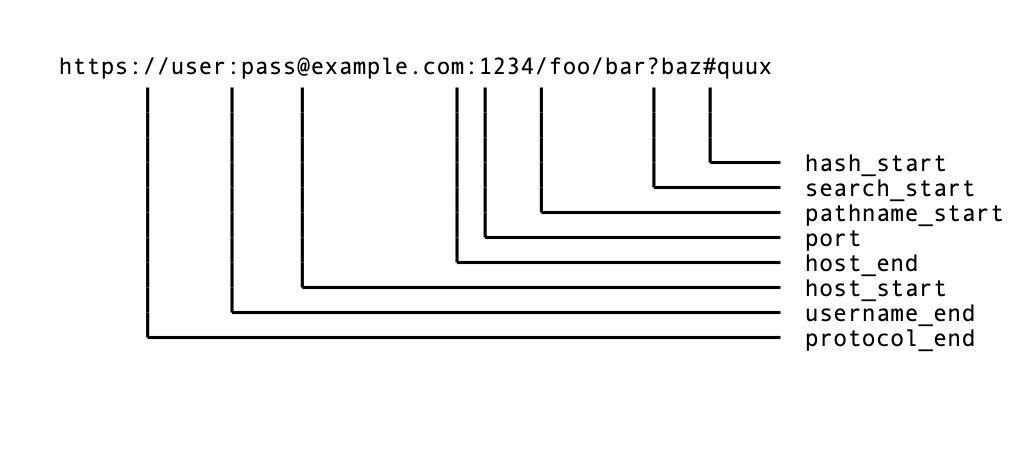 https://user:pass@example.com:1234/foo/bar?baz#quux
hash_start
search_start
pathname_start
port
host_end
host_start
username_end
protocol_end